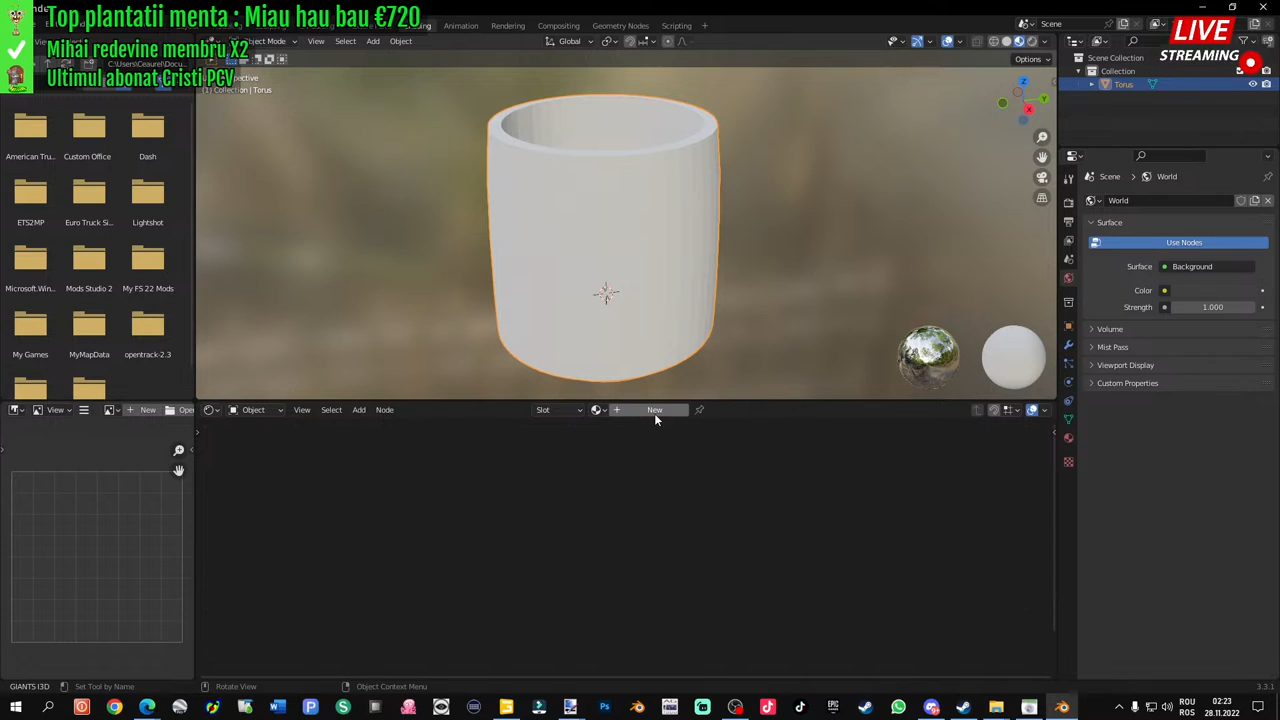 Top plantatii menta : Miau hau bau €720
Mihai redevine membru X2
Ultimul abonat Cristi PCV
LIVE
STREAMING
Rendering
Compositing
Geometry Nodes
Scripting
+
Scene
Object Mode
View
Select
Add
Object
Global
Options
(1) Collection | Torus
X
Y
Z
Scene Collection
Collection
Torus
American Tru...
Custom Office
Dash
ETS2MP
Euro Truck Si...
Lightshot
Microsoft.Win...
Mods Studio 2
My FS 22 Mods
My Games
MyMapData
opentrack-2.3
Scene
World
World
Surface
Use Nodes
Surface
Background
Color
Strength
1.000
Volume
Mist Pass
Viewport Display
Custom Properties
View
New
Object
View
Select
Add
Node
Slot
New
GIANTS I3D
Set Tool by Name
Rotate View
Object Context Menu
3.3.1
ROU
ROS
02:23
28.11.2022